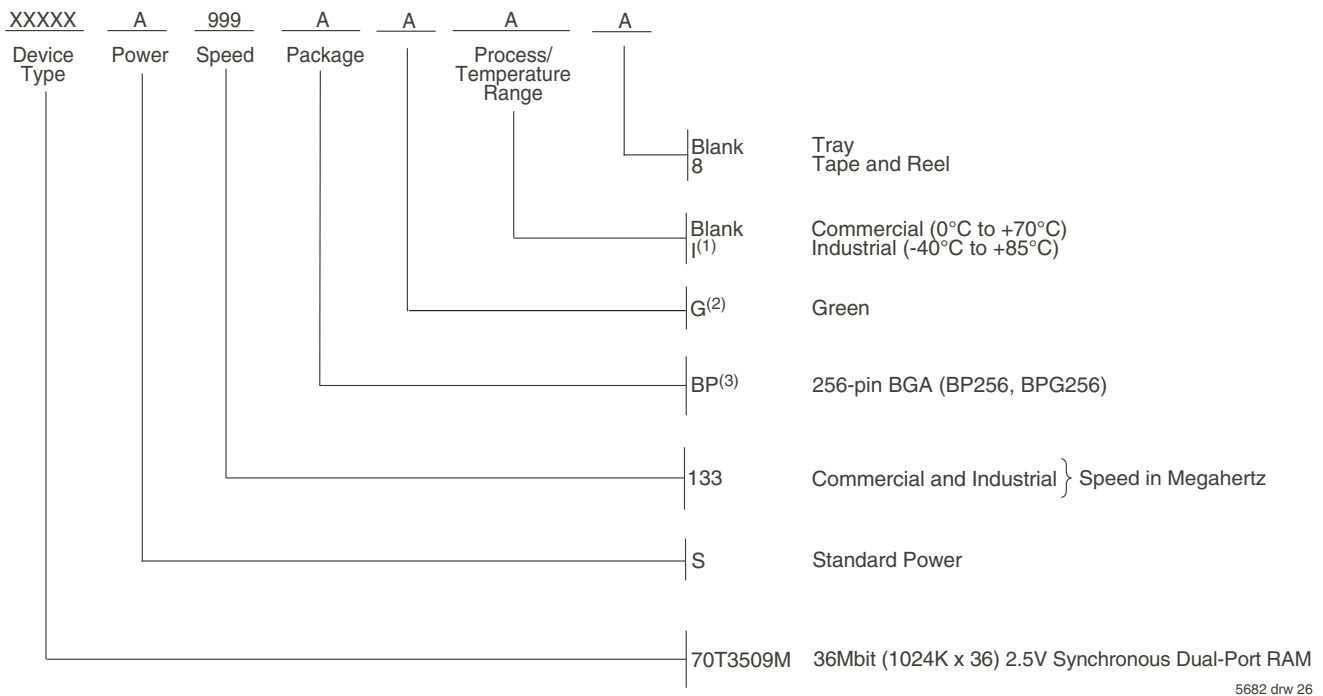 XXXXX A 999 A A A A
Device Type Power Speed Package Process/ Temperature Range
Blank Tray
8 Tape and Reel
Blank Commercial (0°C to +70°C)
I(1) Industrial (-40°C to +85°C)
G(2) Green
BP(3) 256-pin BGA (BP256, BPG256)
133 Commercial and Industrial } Speed in Megahertz
S Standard Power
70T3509M 36Mbit (1024K x 36) 2.5V Synchronous Dual-Port RAM
5682 drw 26